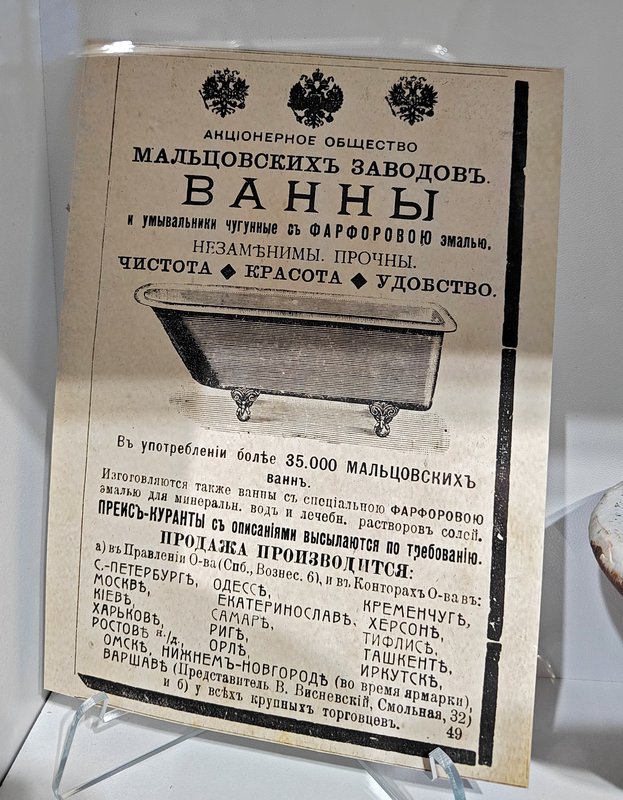 АКЦІОНЕРНОЕ ОБЩЕСТВО
МАЛЬЦОВСКИХЪ ЗАВОДОВЪ.
ВАННЫ
и умывальники чугунные съ ФАРФОРОВОЮ эмалью.
НЕЗАМѢНИМЫ. ПРОЧНЫ.
ЧИСТОТА ◆ КРАСОТА ◆ УДОБСТВО.
Въ употребленіи болѣе 35.000 МАЛЬЦОВСКИХЪ
ваннъ.
Изготовляются также ванны съ спеціальною ФАРФОРОВОЮ
эмалью для минеральн. водъ и лечебн. растворовъ солей.
ПРЕЙСЪ-КУРАНТЫ съ описаніями высылаются по требованію.
ПРОДАЖА ПРОИЗВОДИТСЯ:
а) въ Правленіи О-ва (Спб., Вознес. 6), и въ Конторахъ О-ва въ:
С.-ПЕТЕРБУРГѢ, ОДЕССѢ, КРЕМЕНЧУГѢ,
МОСКВѢ, ЕКАТЕРИНОСЛАВѢ, ХЕРСОНѢ,
КІЕВѢ, САМАРѢ, ТИФЛИСѢ,
ХАРЬКОВѢ, РИГѢ, ТАШКЕНТѢ,
РОСТОВѢ н./д., ОРЛѢ, ИРКУТСКѢ,
ОМСКѢ, НИЖНЕМЪ-НОВГОРОДѢ (во время ярмарки),
ВАРШАВѢ (Представитель В. Висневскій, Смольная, 32)
и б) у всѣхъ крупныхъ торговцевъ.
49